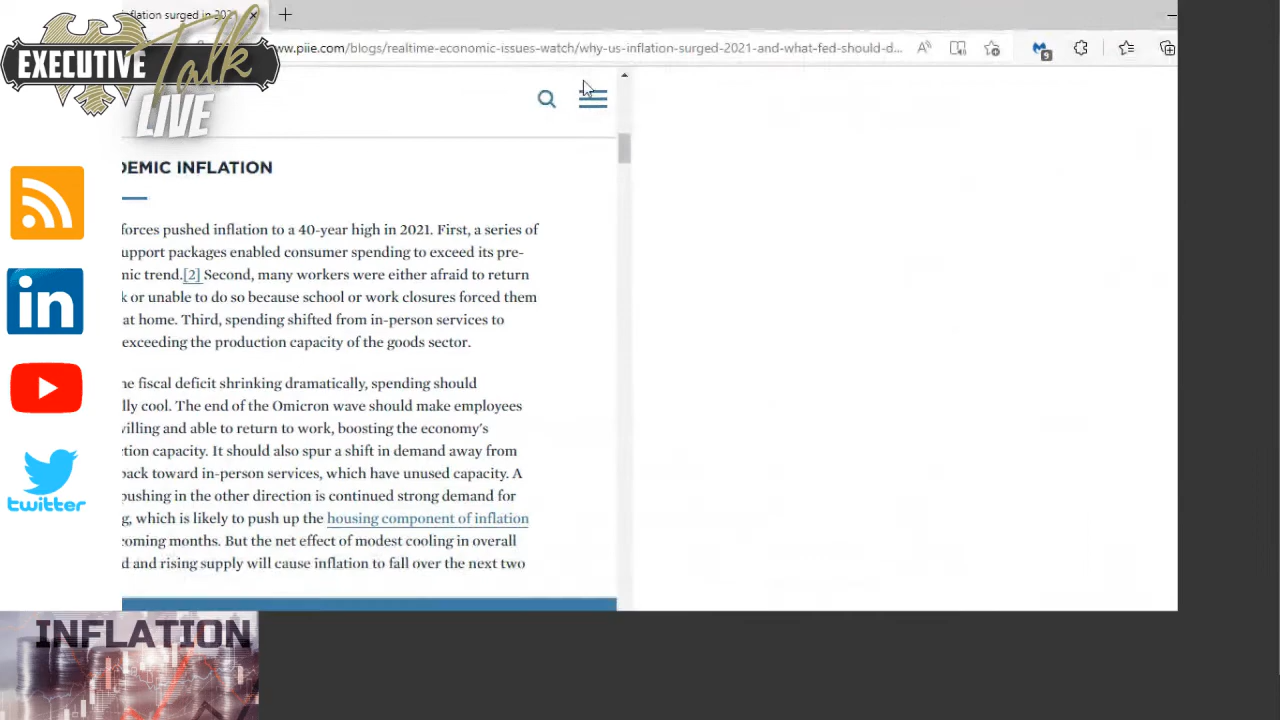 nflation surged in 202
EXECUTIVE
Talk
LIVE
w.piie.com/blogs/realtime-economic-issues-watch/why-us-inflation-surged-2021-and-what-fed-should-d...
9
DEMIC INFLATION
forces pushed inflation to a 40-year high in 2021. First, a series of
upport packages enabled consumer spending to exceed its pre-
nic trend.[2] Second, many workers were either afraid to return
k or unable to do so because school or work closures forced them
at home. Third, spending shifted from in-person services to
exceeding the production capacity of the goods sector.
he fiscal deficit shrinking dramatically, spending should
lly cool. The end of the Omicron wave should make employees
villing and able to return to work, boosting the economy's
tion capacity. It should also spur a shift in demand away from
back toward in-person services, which have unused capacity. A
pushing in the other direction is continued strong demand for
g, which is likely to push up the housing component of inflation
coming months. But the net effect of modest cooling in overall
d and rising supply will cause inflation to fall over the next two
in
twitter
INFLATION